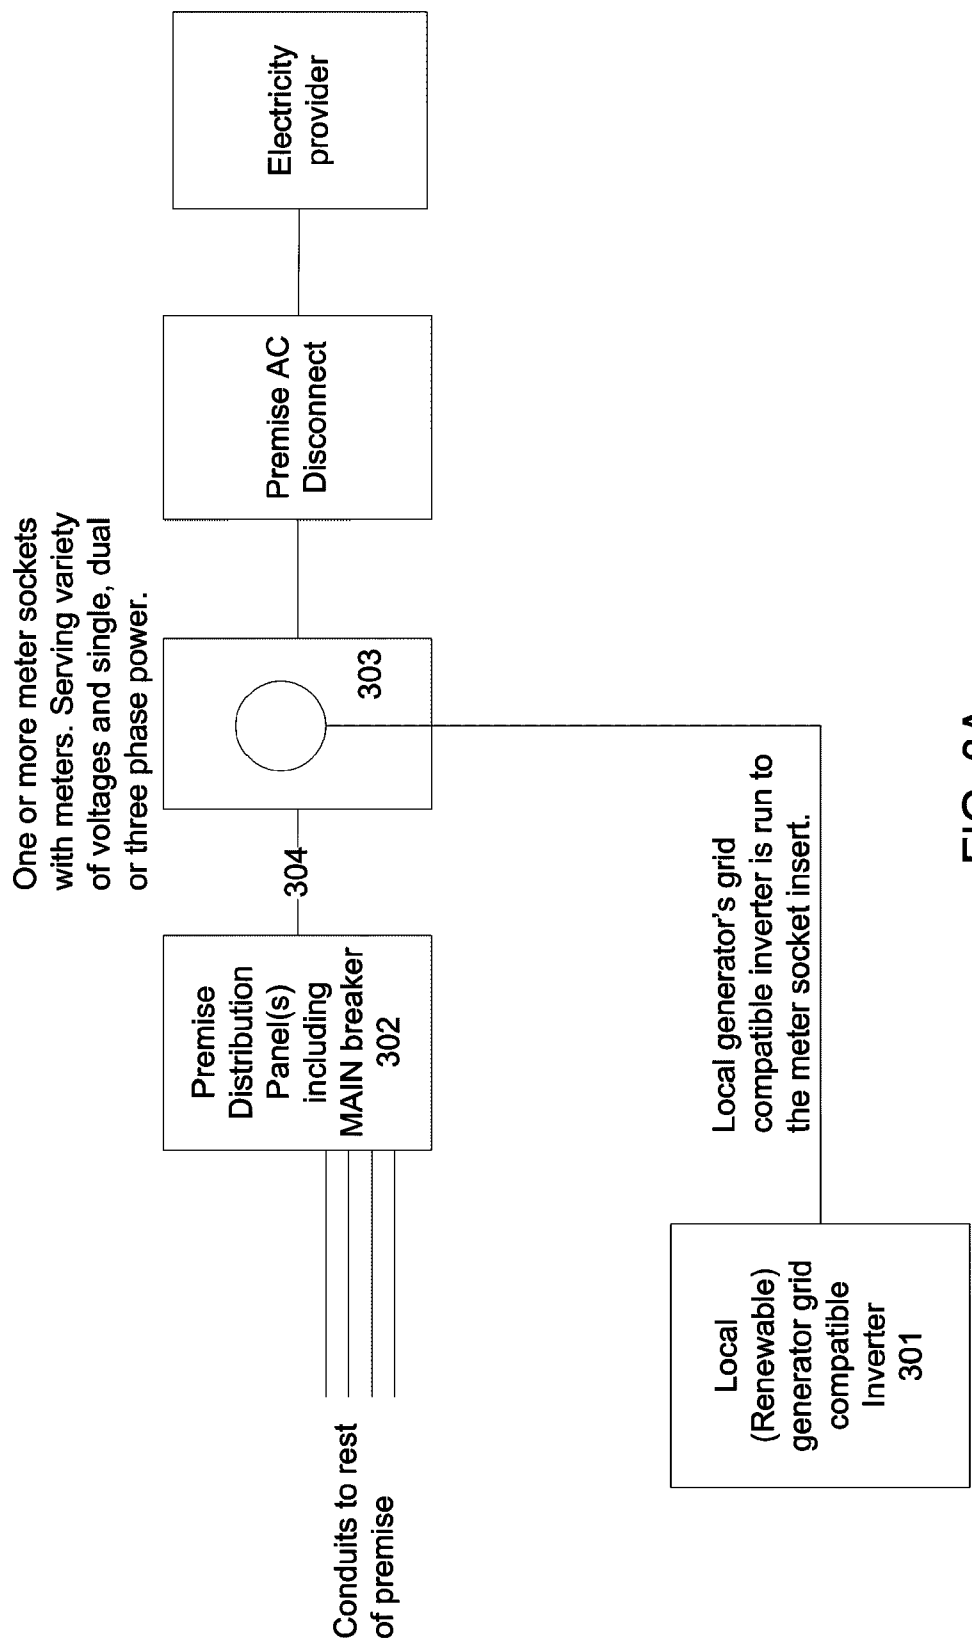 One or more meter sockets
with meters. Serving variety
of voltages and single, dual
or three phase power.
Conduits to rest
of premise
Premise
Distribution
Panel(s)
including
MAIN breaker
302
304
303
Premise AC
Disconnect
Electricity
provider
Local
(Renewable)
generator grid
compatible
Inverter
301
Local generator's grid
compatible inverter is run to
the meter socket insert.
FIG.